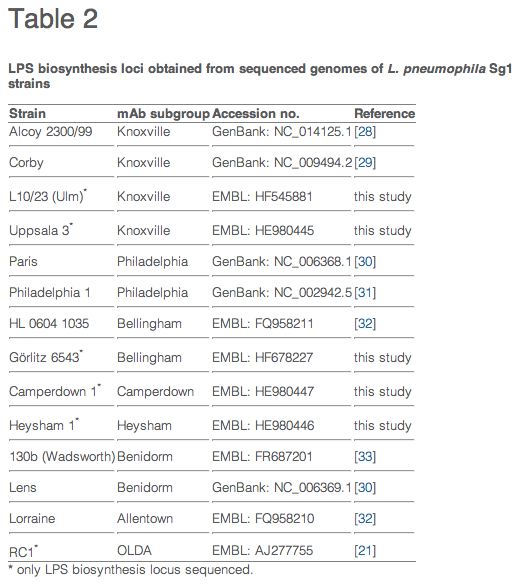 Table 2
LPS biosynthesis loci obtained from sequenced genomes of L. pneumophila Sg1
strains
Strain mAb subgroup Accession no. Reference
Alcoy 2300/99 Knoxville GenBank: NC_014125.1 [28]
Corby Knoxville GenBank: NC_009494.2 [29]
L10/23 (Ulm)* Knoxville EMBL: HF545881 this study
Uppsala 3* Knoxville EMBL: HE980445 this study
Paris Philadelphia GenBank: NC_006368.1 [30]
Philadelphia 1 Philadelphia GenBank: NC_002942.5 [31]
HL 0604 1035 Bellingham EMBL: FQ958211 [32]
Görlitz 6543* Bellingham EMBL: HF678227 this study
Camperdown 1* Camperdown EMBL: HE980447 this study
Heysham 1* Heysham EMBL: HE980446 this study
130b (Wadsworth) Benidorm EMBL: FR687201 [33]
Lens Benidorm GenBank: NC_006369.1 [30]
Lorraine Allentown EMBL: FQ958210 [32]
RC1* OLDA EMBL: AJ277755 [21]
* only LPS biosynthesis locus sequenced.